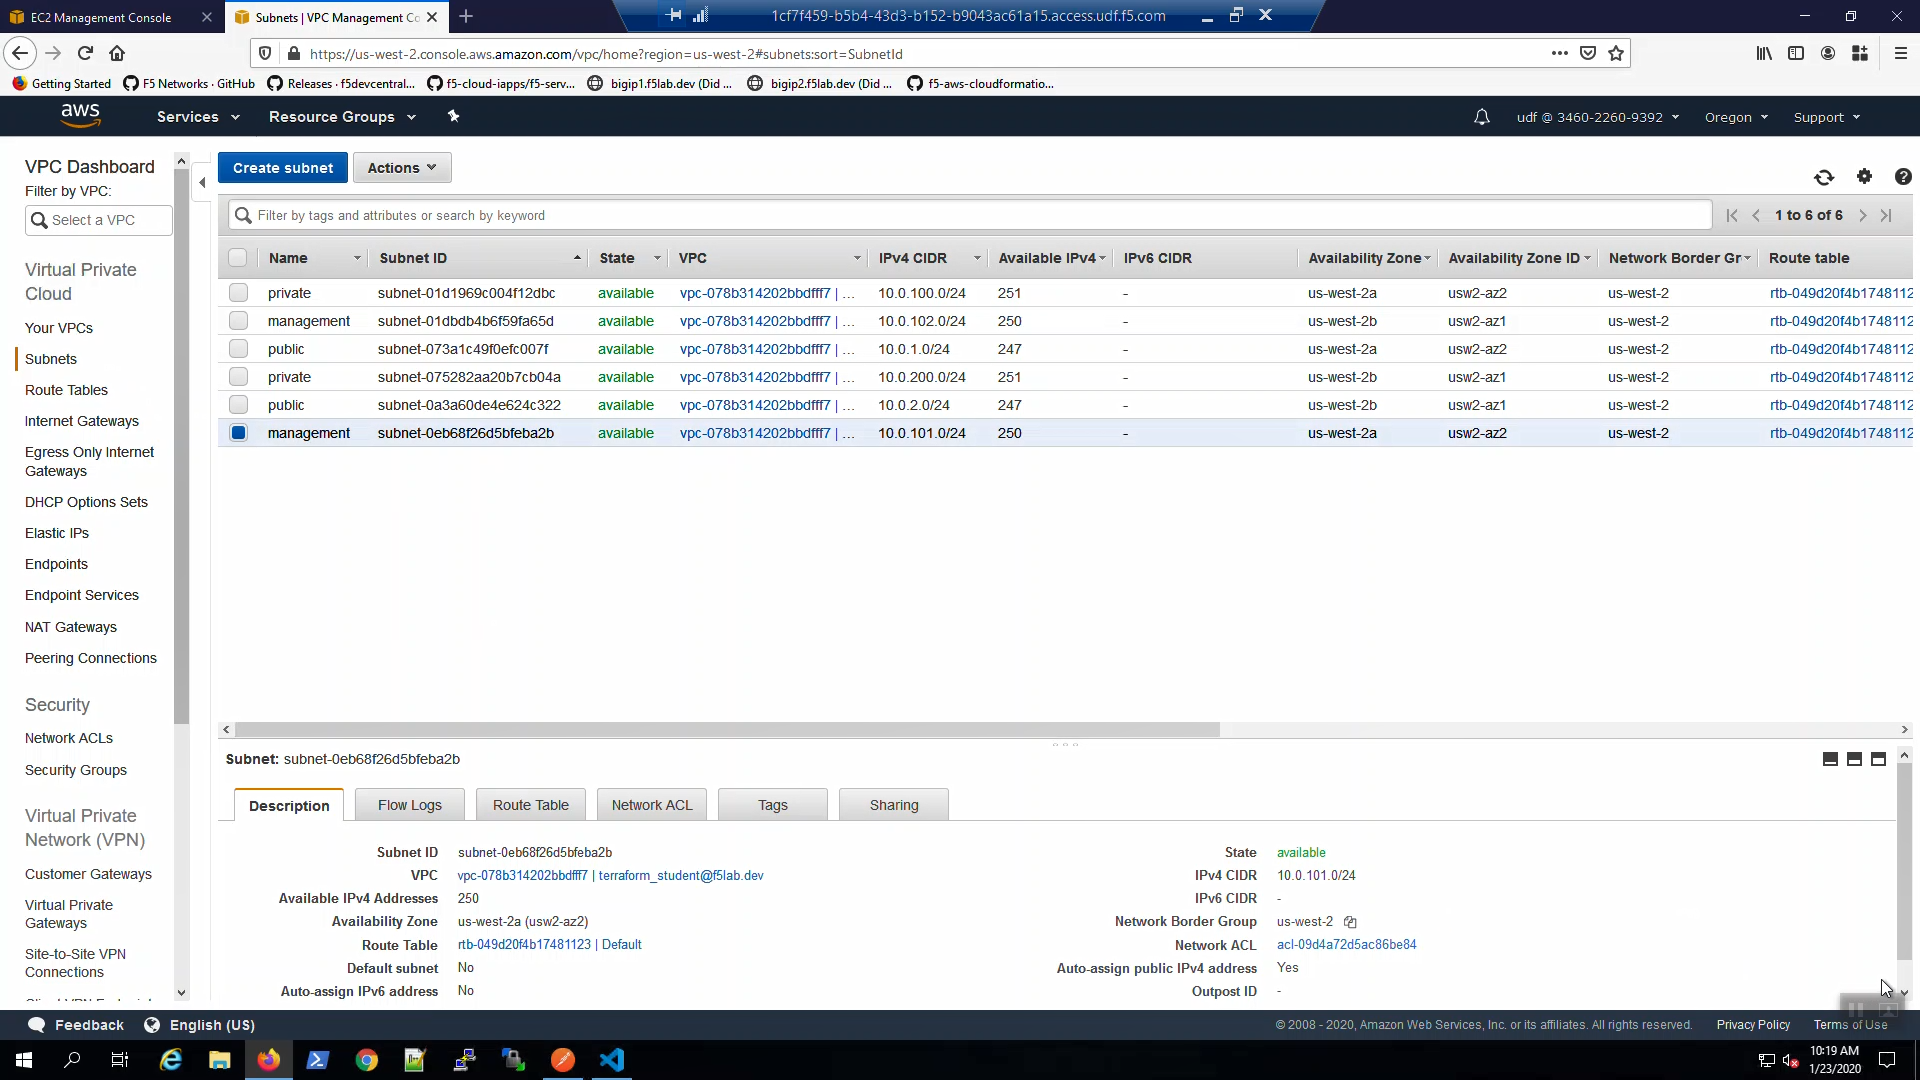 EC2 Management Console
Subnets | VPC Management Co
1cf7f459-b5b4-43d3-b152-b9043ac61a15.access.udf.f5.com
https://us-west-2.console.aws.amazon.com/vpc/home?region=us-west-2#subnets:sort=SubnetId
Getting Started
F5 Networks · GitHub
Releases · f5devcentral...
f5-cloud-iapps/f5-serv...
bigip1.f5lab.dev (Did ...
bigip2.f5lab.dev (Did ...
f5-aws-cloudformatio...
aws
Services
Resource Groups
udf @ 3460-2260-9392
Oregon
Support
VPC Dashboard
Filter by VPC:
Select a VPC
Virtual Private
Cloud
Your VPCs
Subnets
Route Tables
Internet Gateways
Egress Only Internet
Gateways
DHCP Options Sets
Elastic IPs
Endpoints
Endpoint Services
NAT Gateways
Peering Connections
Security
Network ACLs
Security Groups
Virtual Private
Network (VPN)
Customer Gateways
Virtual Private
Gateways
Site-to-Site VPN
Connections
Create subnet
Actions
Filter by tags and attributes or search by keyword
1 to 6 of 6
Name Subnet ID State VPC IPv4 CIDR Available IPv4 IPv6 CIDR Availability Zone Availability Zone ID Network Border Gr Route table
private subnet-01d1969c004f12dbc available vpc-078b314202bbdfff7 | ... 10.0.100.0/24 251 - us-west-2a usw2-az2 us-west-2 rtb-049d20f4b1748112
management subnet-01dbdb4b6f59fa65d available vpc-078b314202bbdfff7 | ... 10.0.102.0/24 250 - us-west-2b usw2-az1 us-west-2 rtb-049d20f4b1748112
public subnet-073a1c49f0efc007f available vpc-078b314202bbdfff7 | ... 10.0.1.0/24 247 - us-west-2a usw2-az2 us-west-2 rtb-049d20f4b1748112
private subnet-075282aa20b7cb04a available vpc-078b314202bbdfff7 | ... 10.0.200.0/24 251 - us-west-2b usw2-az1 us-west-2 rtb-049d20f4b1748112
public subnet-0a3a60de4e624c322 available vpc-078b314202bbdfff7 | ... 10.0.2.0/24 247 - us-west-2b usw2-az1 us-west-2 rtb-049d20f4b1748112
management subnet-0eb68f26d5bfeba2b available vpc-078b314202bbdfff7 | ... 10.0.101.0/24 250 - us-west-2a usw2-az2 us-west-2 rtb-049d20f4b1748112
Subnet: subnet-0eb68f26d5bfeba2b
Description
Flow Logs
Route Table
Network ACL
Tags
Sharing
Subnet ID subnet-0eb68f26d5bfeba2b
VPC vpc-078b314202bbdfff7 | terraform_student@f5lab.dev
Available IPv4 Addresses 250
Availability Zone us-west-2a (usw2-az2)
Route Table rtb-049d20f4b17481123 | Default
Default subnet No
Auto-assign IPv6 address No
State available
IPv4 CIDR 10.0.101.0/24
IPv6 CIDR -
Network Border Group us-west-2
Network ACL acl-09d4a72d5ac86be84
Auto-assign public IPv4 address Yes
Outpost ID -
Feedback
English (US)
© 2008 - 2020, Amazon Web Services, Inc. or its affiliates. All rights reserved.
Privacy Policy
Terms of Use
10:19 AM
1/23/2020